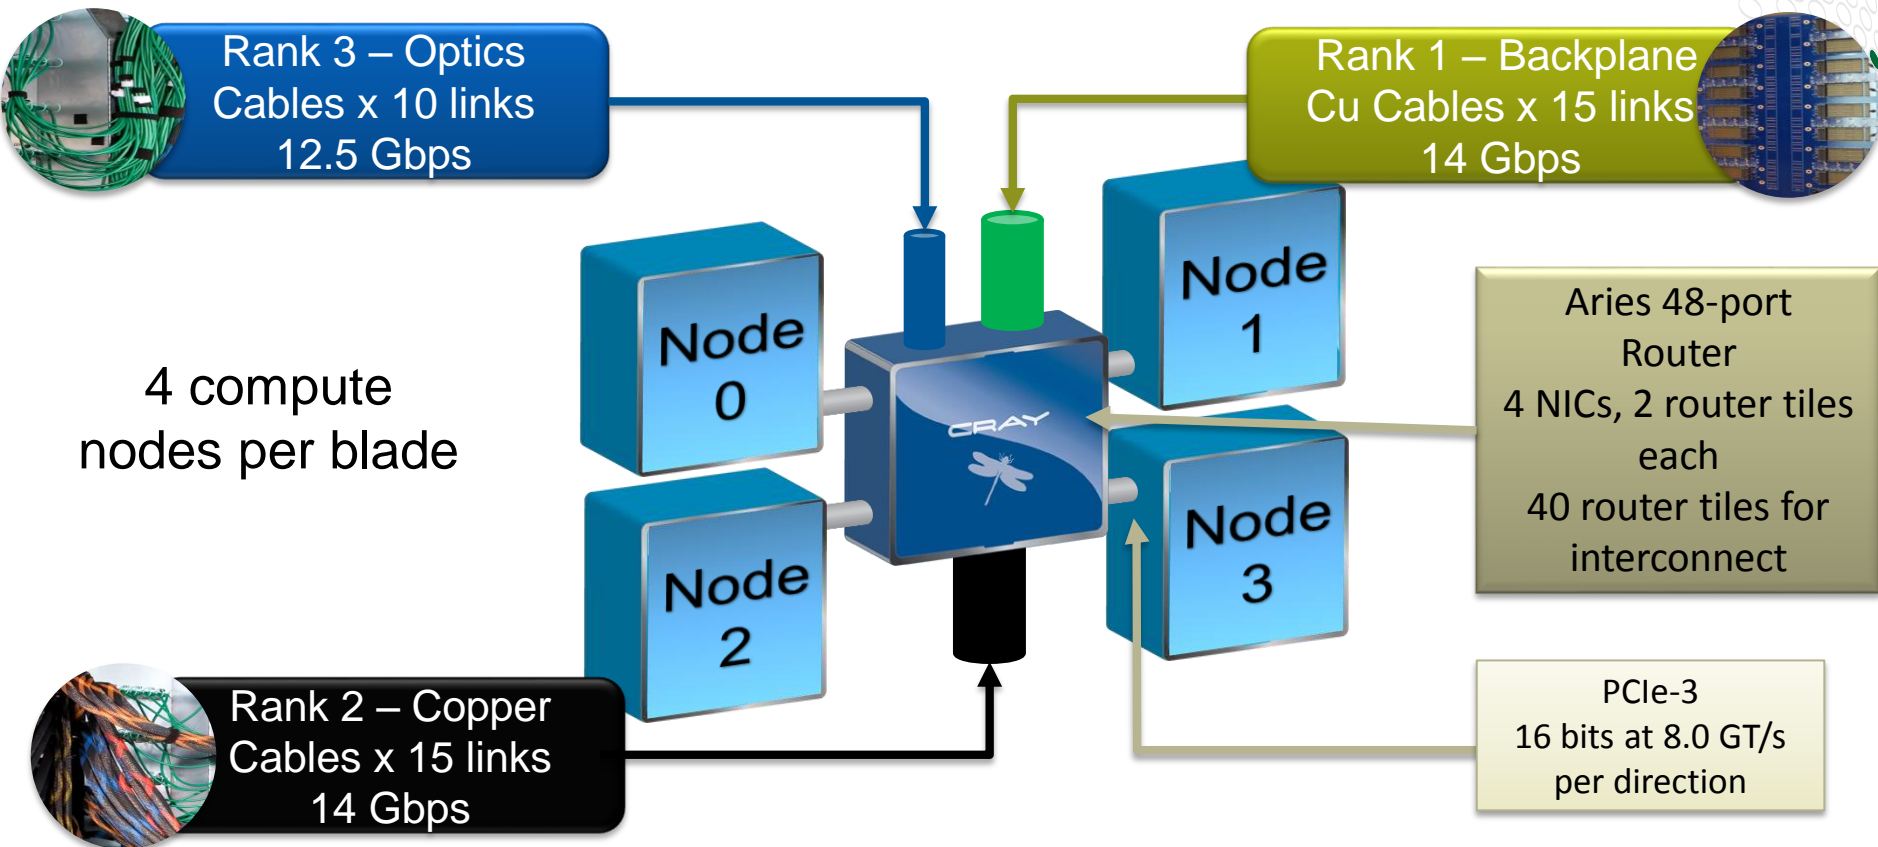 Rank 3 – Optics
Cables x 10 links
12.5 Gbps
Rank 1 – Backplane
Cu Cables x 15 links
14 Gbps
4 compute
nodes per blade
Node
0
Node
1
CRAY
Node
2
Node
3
Aries 48-port
Router
4 NICs, 2 router tiles
each
40 router tiles for
interconnect
Rank 2 – Copper
Cables x 15 links
14 Gbps
PCIe-3
16 bits at 8.0 GT/s
per direction